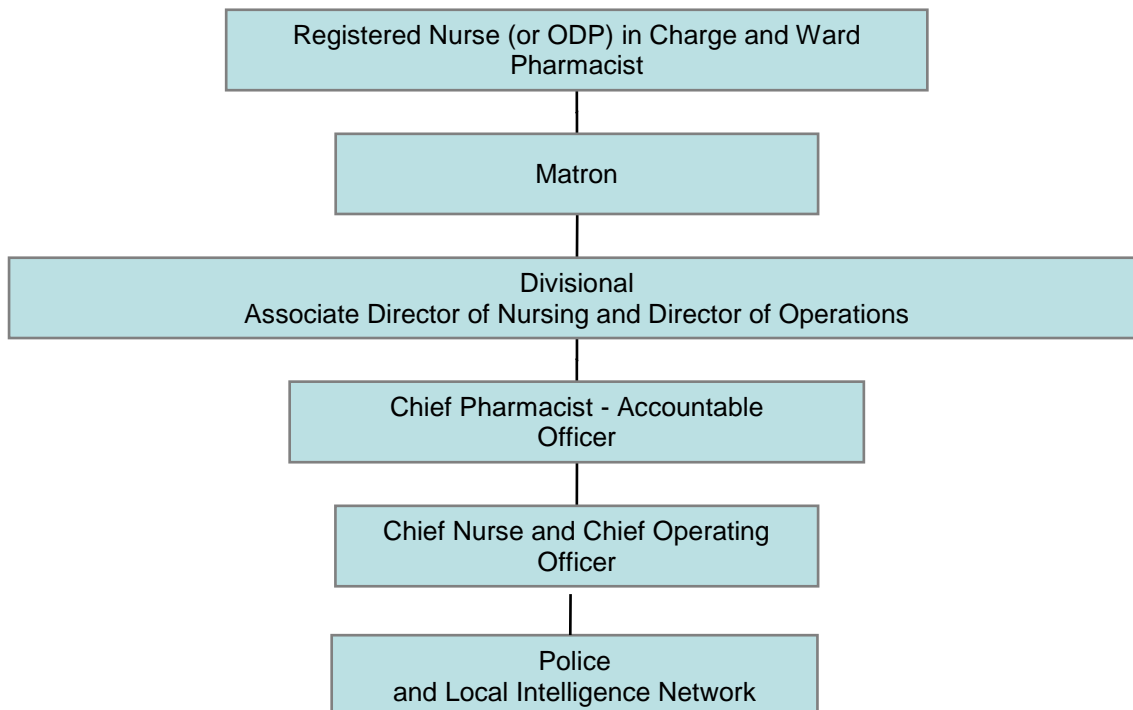 Registered Nurse (or ODP) in Charge and Ward
Pharmacist
Matron
Divisional
Associate Director of Nursing and Director of Operations
Chief Pharmacist - Accountable
Officer
Chief Nurse and Chief Operating
Officer
Police
and Local Intelligence Network